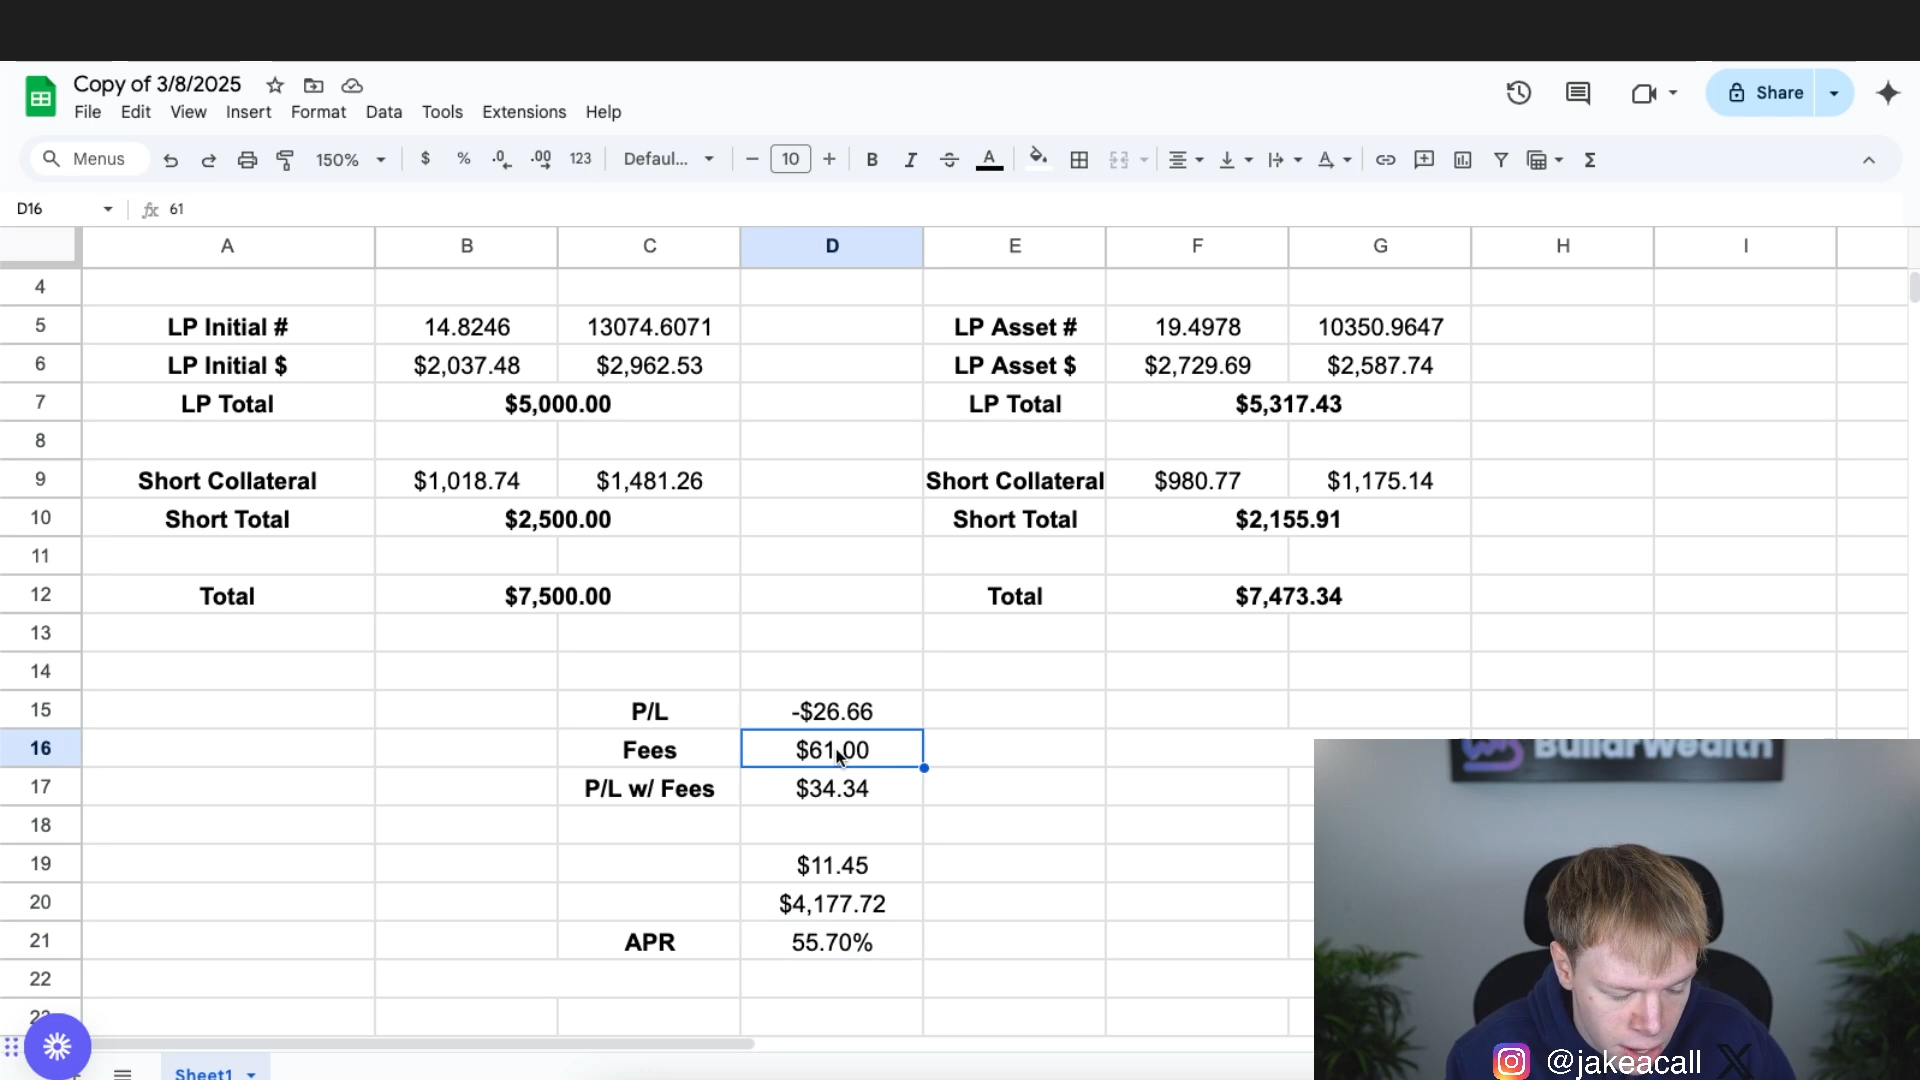 Copy of 3/8/2025
File Edit View Insert Format Data Tools Extensions Help
Share
Menus 150% $ % .0 .00 123 Defaul... 10 B I A Σ
D16 fx 61
A B C D E F G H I
4
5 LP Initial # 14.8246 13074.6071 LP Asset # 19.4978 10350.9647
6 LP Initial $ $2,037.48 $2,962.53 LP Asset $ $2,729.69 $2,587.74
7 LP Total $5,000.00 LP Total $5,317.43
8
9 Short Collateral $1,018.74 $1,481.26 Short Collateral $980.77 $1,175.14
10 Short Total $2,500.00 Short Total $2,155.91
11
12 Total $7,500.00 Total $7,473.34
13
14
15 P/L -$26.66
16 Fees $61.00
17 P/L w/ Fees $34.34
18
19 $11.45
20 $4,177.72
21 APR 55.70%
22
BuildrWealth
@jakeacall
Sheet1